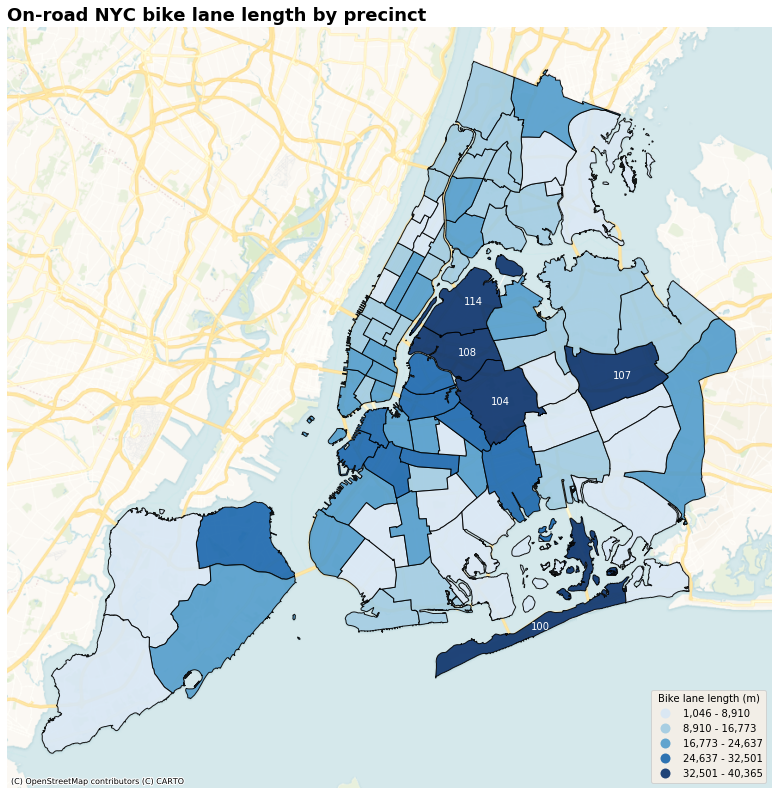 On-road NYC bike lane length by precinct
114
108
107
104
100
Bike lane length (m)
1,046 - 8,910
8,910 - 16,773
16,773 - 24,637
24,637 - 32,501
32,501 - 40,365
(C) OpenStreetMap contributors (C) CARTO